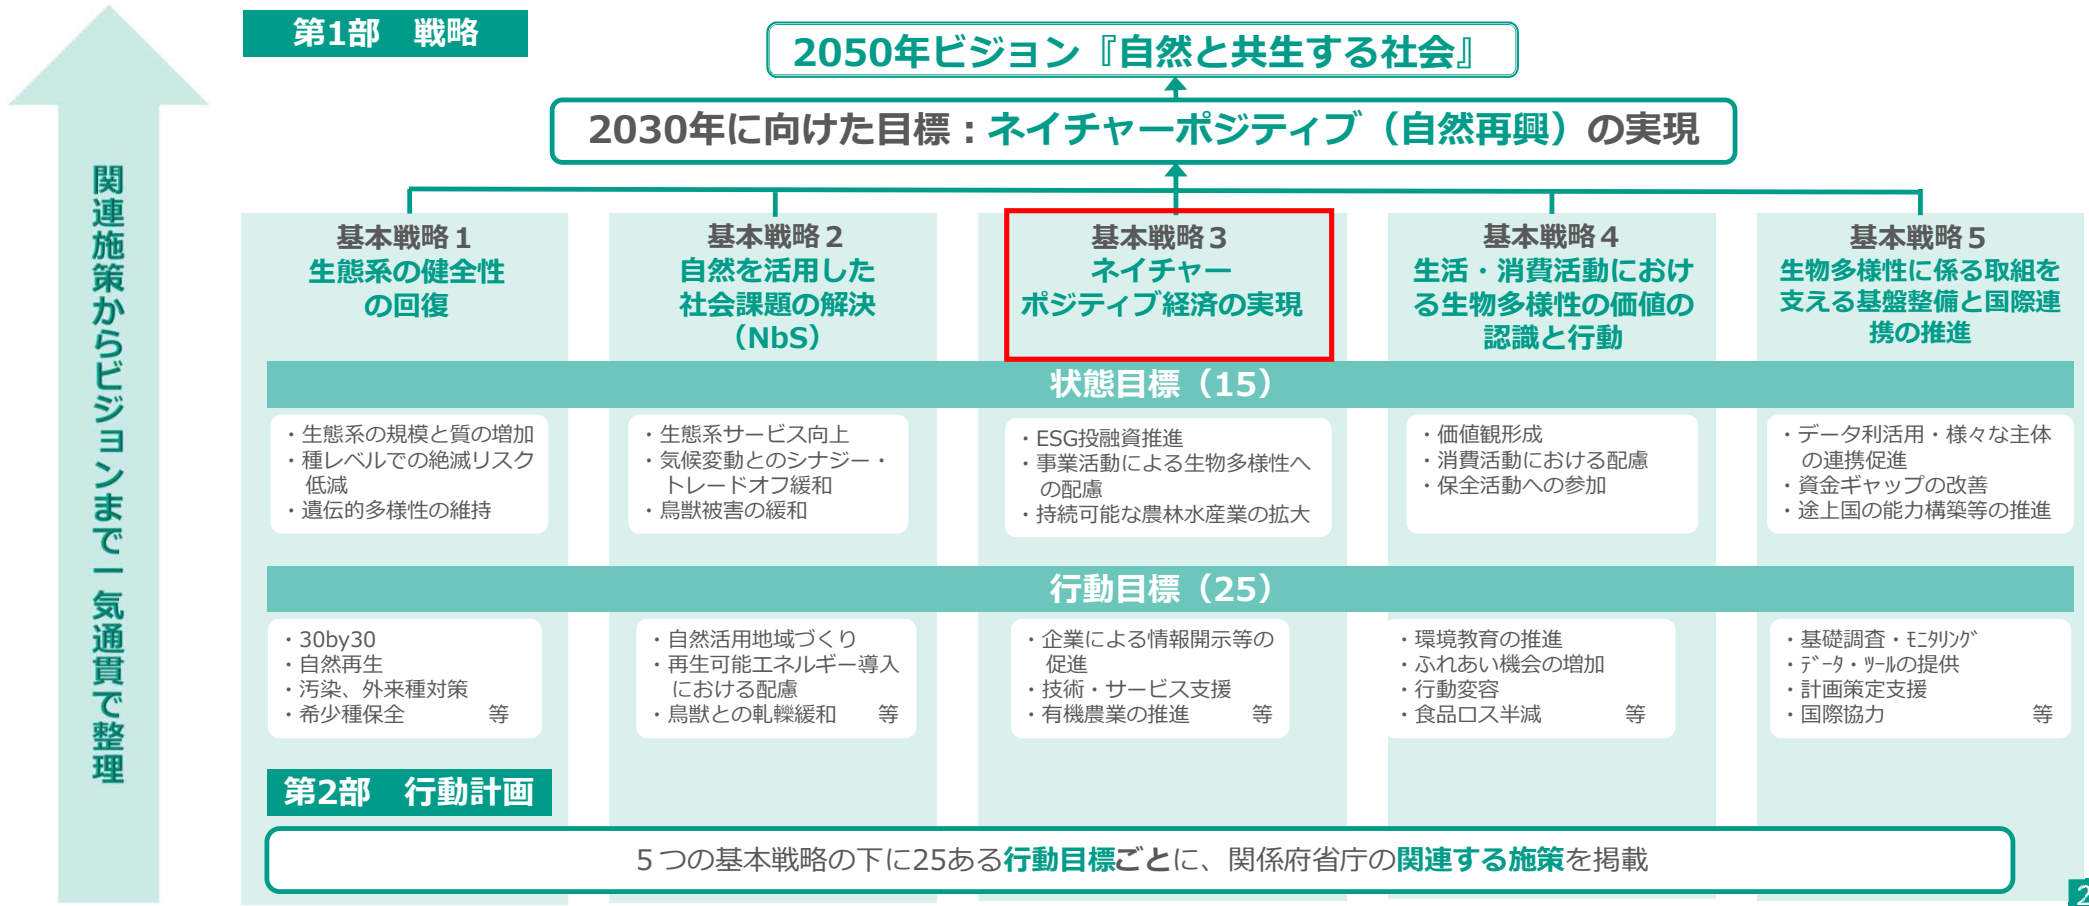 第1部　戦略
2050年ビジョン『自然と共生する社会』
2030年に向けた目標：ネイチャーポジティブ（自然再興）の実現
関連施策からビジョンまで一気通貫で整理
基本戦略１
生態系の健全性
の回復
基本戦略２
自然を活用した
社会課題の解決
（NbS）
基本戦略３
ネイチャー
ポジティブ経済の実現
基本戦略４
生活・消費活動におけ
る生物多様性の価値の
認識と行動
基本戦略５
生物多様性に係る取組を
支える基盤整備と国際連
携の推進
状態目標（15）
・生態系の規模と質の増加
・種レベルでの絶滅リスク
低減
・遺伝的多様性の維持
・生態系サービス向上
・気候変動とのシナジー・
トレードオフ緩和
・鳥獣被害の緩和
・ESG投融資推進
・事業活動による生物多様性へ
の配慮
・持続可能な農林水産業の拡大
・価値観形成
・消費活動における配慮
・保全活動への参加
・データ利活用・様々な主体
の連携促進
・資金ギャップの改善
・途上国の能力構築等の推進
行動目標（25）
・30by30
・自然再生
・汚染、外来種対策
・希少種保全　　　　等
・自然活用地域づくり
・再生可能エネルギー導入
における配慮
・鳥獣との軋轢緩和　　等
・企業による情報開示等の
促進
・技術・サービス支援
・有機農業の推進　　　等
・環境教育の推進
・ふれあい機会の増加
・行動変容
・食品ロス半減　　　　等
・基礎調査・ﾓﾆﾀﾘﾝｸﾞ
・ﾃﾞｰﾀ・ﾂｰﾙの提供
・計画策定支援
・国際協力　　　　　　　等
第2部　行動計画
５つの基本戦略の下に25ある行動目標ごとに、関係府省庁の関連する施策を掲載
2